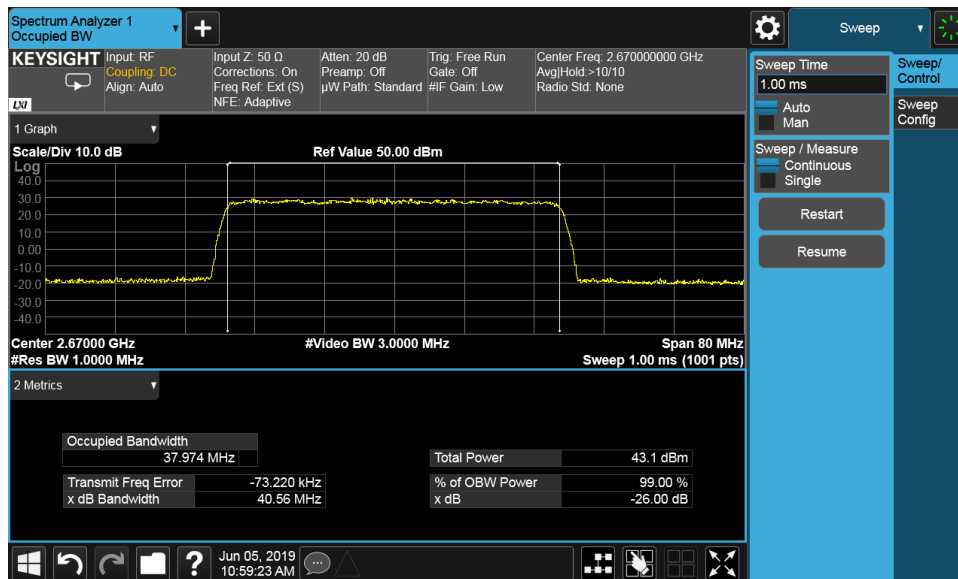 Spectrum Analyzer 1
Occupied BW
+
Sweep
KEYSIGHT
LXI
Input: RF
Coupling: DC
Align: Auto
Input Z: 50 Ω
Corrections: On
Freq Ref: Ext (S)
NFE: Adaptive
Atten: 20 dB
Preamp: Off
µW Path: Standard
Trig: Free Run
Gate: Off
#IF Gain: Low
Center Freq: 2.670000000 GHz
Avg|Hold:>10/10
Radio Std: None
1 Graph
Scale/Div 10.0 dB
Ref Value 50.00 dBm
Log
40.0
30.0
20.0
10.0
0.00
-10.0
-20.0
-30.0
-40.0
Center 2.67000 GHz
#Video BW 3.0000 MHz
Span 80 MHz
#Res BW 1.0000 MHz
Sweep 1.00 ms (1001 pts)
2 Metrics
Occupied Bandwidth
37.974 MHz
Total Power 43.1 dBm
Transmit Freq Error -73.220 kHz
% of OBW Power 99.00 %
x dB Bandwidth 40.56 MHz
x dB -26.00 dB
Sweep Time
1.00 ms
Auto
Man
Sweep / Measure
Continuous
Single
Restart
Resume
Sweep/
Control
Sweep
Config
?
Jun 05, 2019
10:59:23 AM